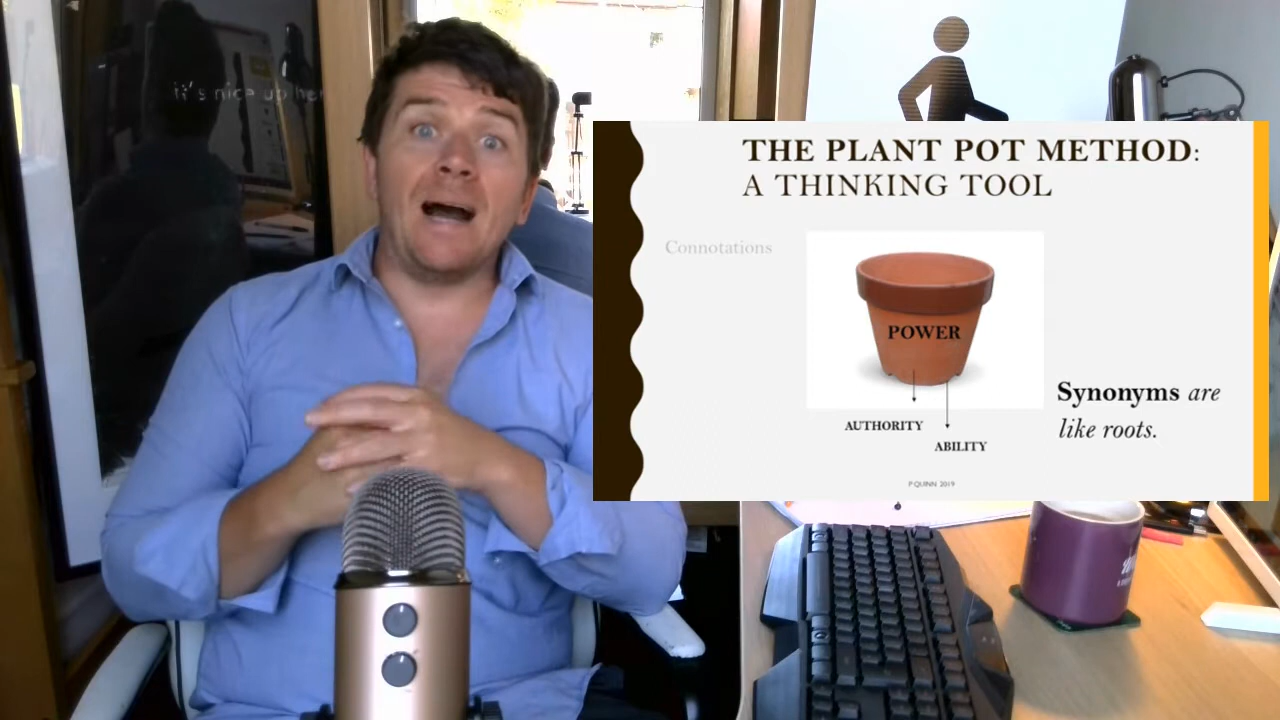 it's nice up her
THE PLANT POT METHOD:
A THINKING TOOL
Connotations
POWER
AUTHORITY
ABILITY
Synonyms are
like roots.
P QUINN 2019